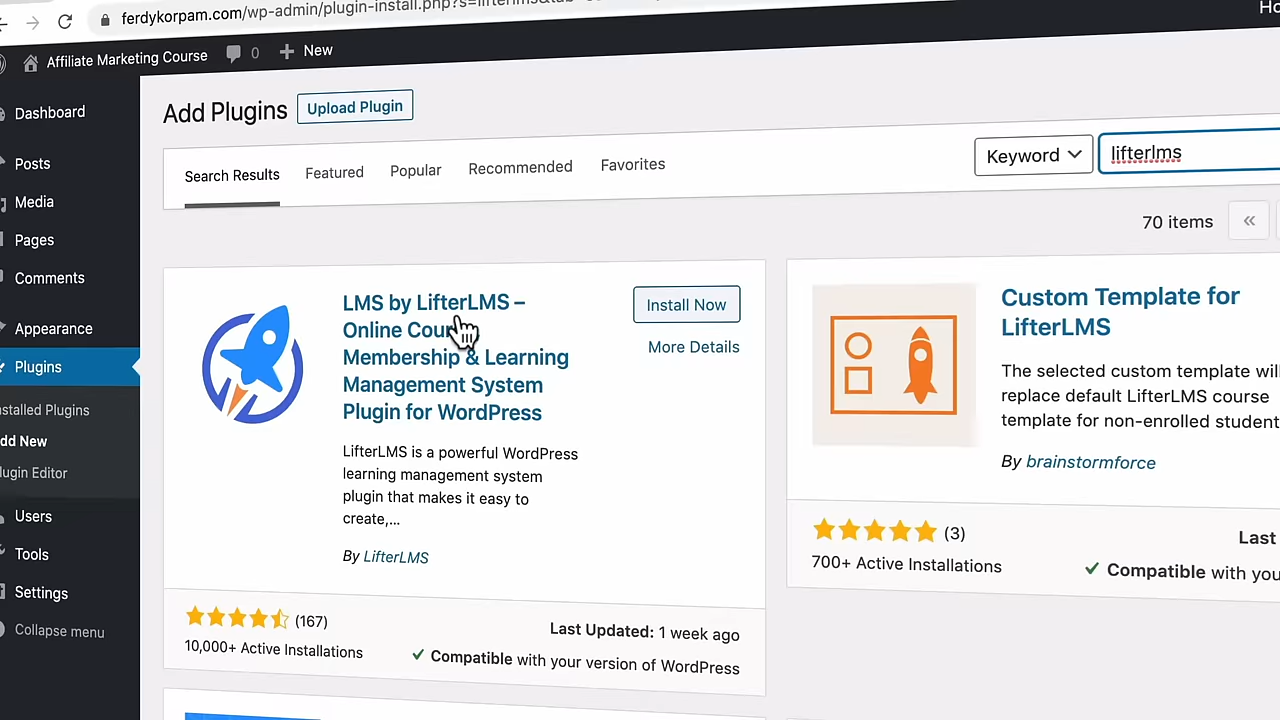 ferdykorpam.com/wp-admin/plugin-install.php?s=lifterlms&tab
Affiliate Marketing Course 0 New
Dashboard
Posts
Media
Pages
Comments
Appearance
Plugins
nstalled Plugins
dd New
lugin Editor
Users
Tools
Settings
Collapse menu
Add Plugins Upload Plugin
Search Results Featured Popular Recommended Favorites
Keyword lifterlms
70 items «
LMS by LifterLMS –
Online Cour
Membership & Learning
Management System
Plugin for WordPress
Install Now
More Details
LifterLMS is a powerful WordPress
learning management system
plugin that makes it easy to
create,...
By LifterLMS
(167)
10,000+ Active Installations
Last Updated: 1 week ago
Compatible with your version of WordPress
Custom Template for
LifterLMS
The selected custom template will
replace default LifterLMS course
template for non-enrolled student
By brainstormforce
(3)
700+ Active Installations
Last
Compatible with you